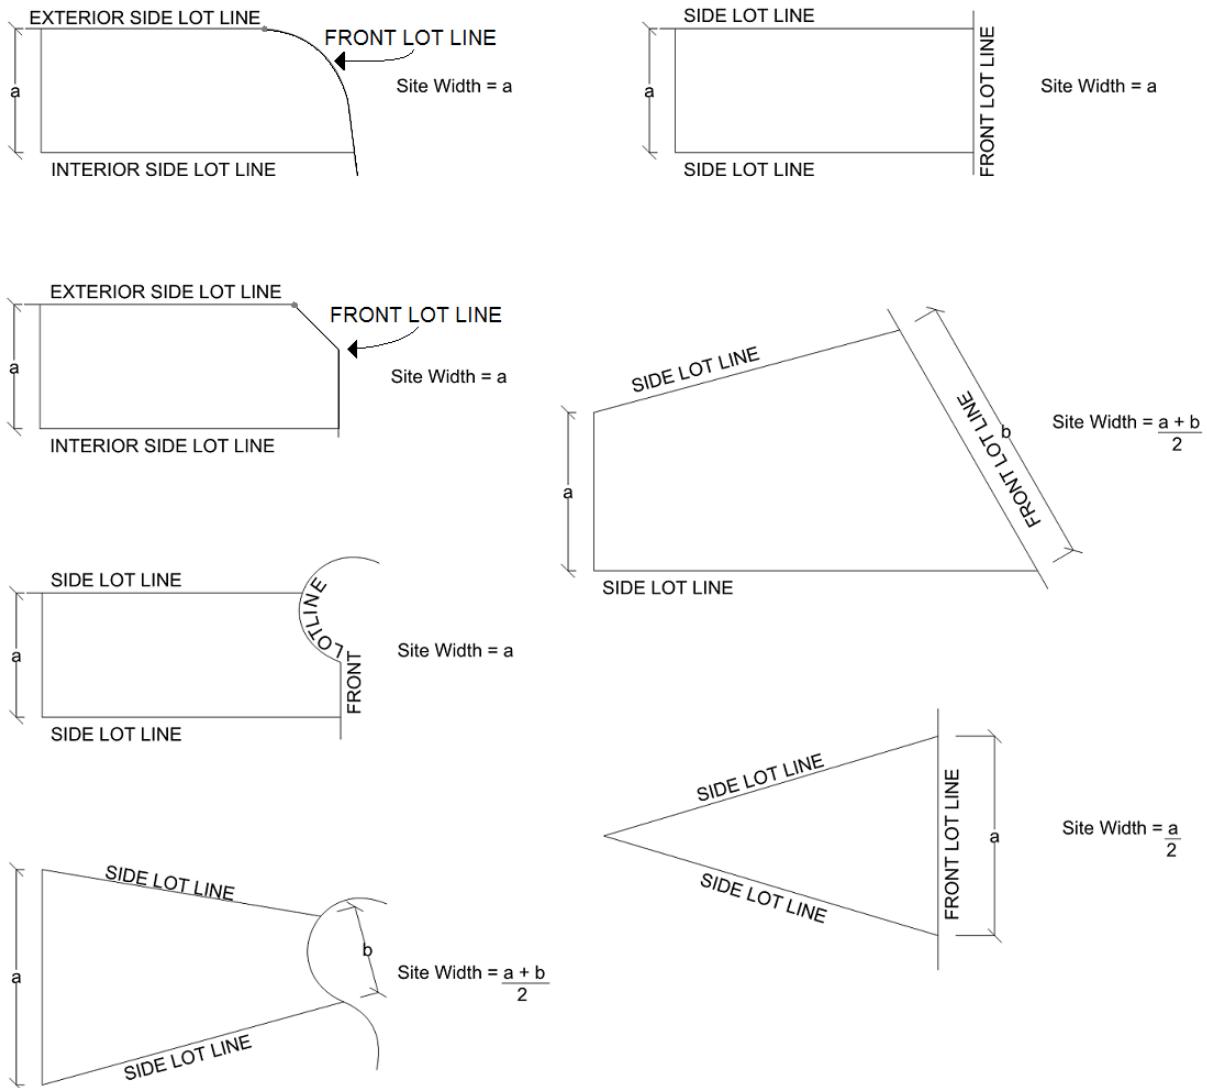 EXTERIOR SIDE LOT LINE
FRONT LOT LINE
a
Site Width = a
INTERIOR SIDE LOT LINE
SIDE LOT LINE
FRONT LOT LINE
a
Site Width = a
SIDE LOT LINE
EXTERIOR SIDE LOT LINE
FRONT LOT LINE
a
Site Width = a
INTERIOR SIDE LOT LINE
SIDE LOT LINE
FRONT LOT LINE
b
FRONT LOT LINE
a
Site Width = a + b
2
SIDE LOT LINE
SIDE LOT LINE
LOTLINE
FRONT
a
Site Width = a
SIDE LOT LINE
SIDE LOT LINE
FRONT LOT LINE
a
Site Width = a
2
SIDE LOT LINE
SIDE LOT LINE
b
a
Site Width = a + b
2
SIDE LOT LINE